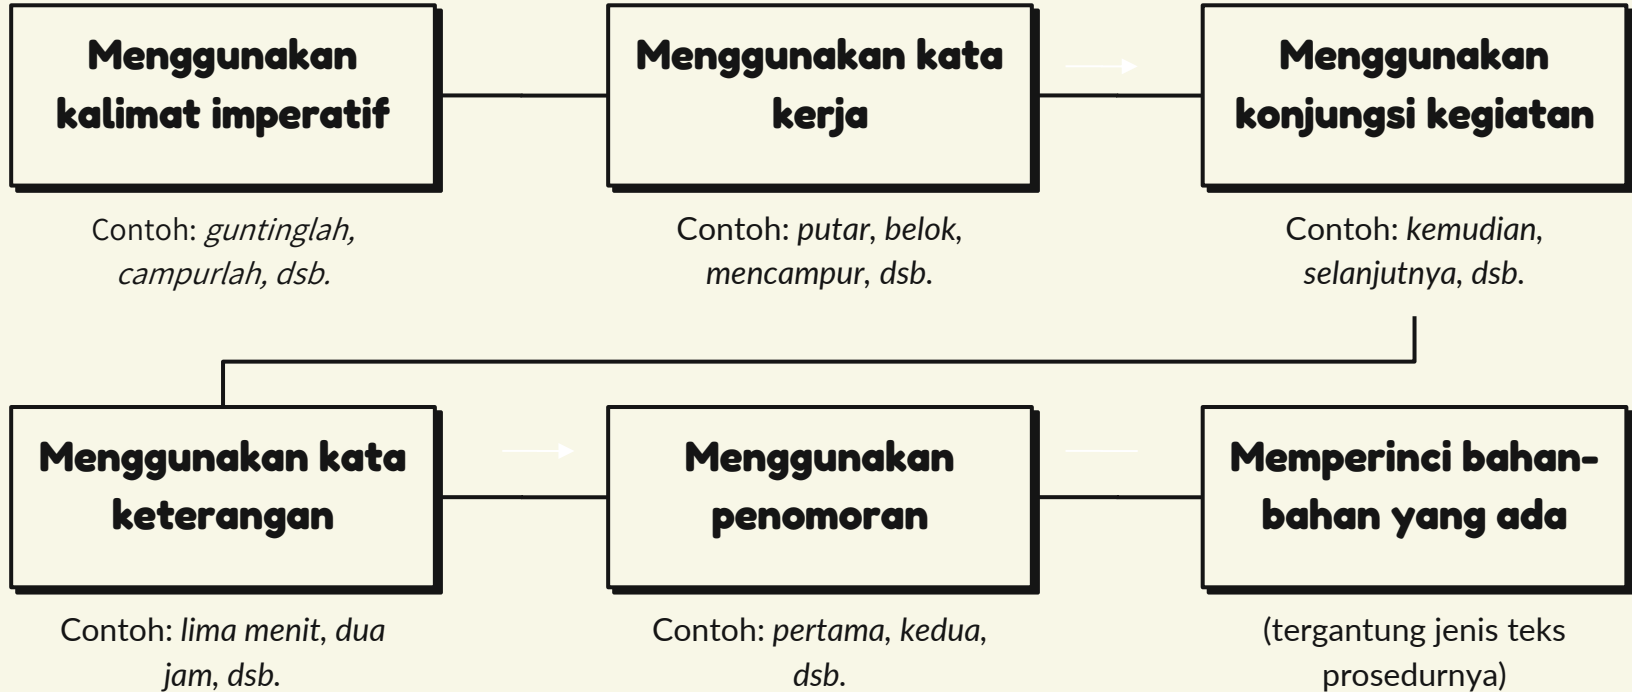 Menggunakan
kalimat imperatif
Contoh: guntinglah,
campurlah, dsb.
Menggunakan kata
kerja
Contoh: putar, belok,
mencampur, dsb.
Menggunakan
konjungsi kegiatan
Contoh: kemudian,
selanjutnya, dsb.
Menggunakan kata
keterangan
Contoh: lima menit, dua
jam, dsb.
Menggunakan
penomoran
Contoh: pertama, kedua,
dsb.
Memperinci bahan-
bahan yang ada
(tergantung jenis teks
prosedurnya)